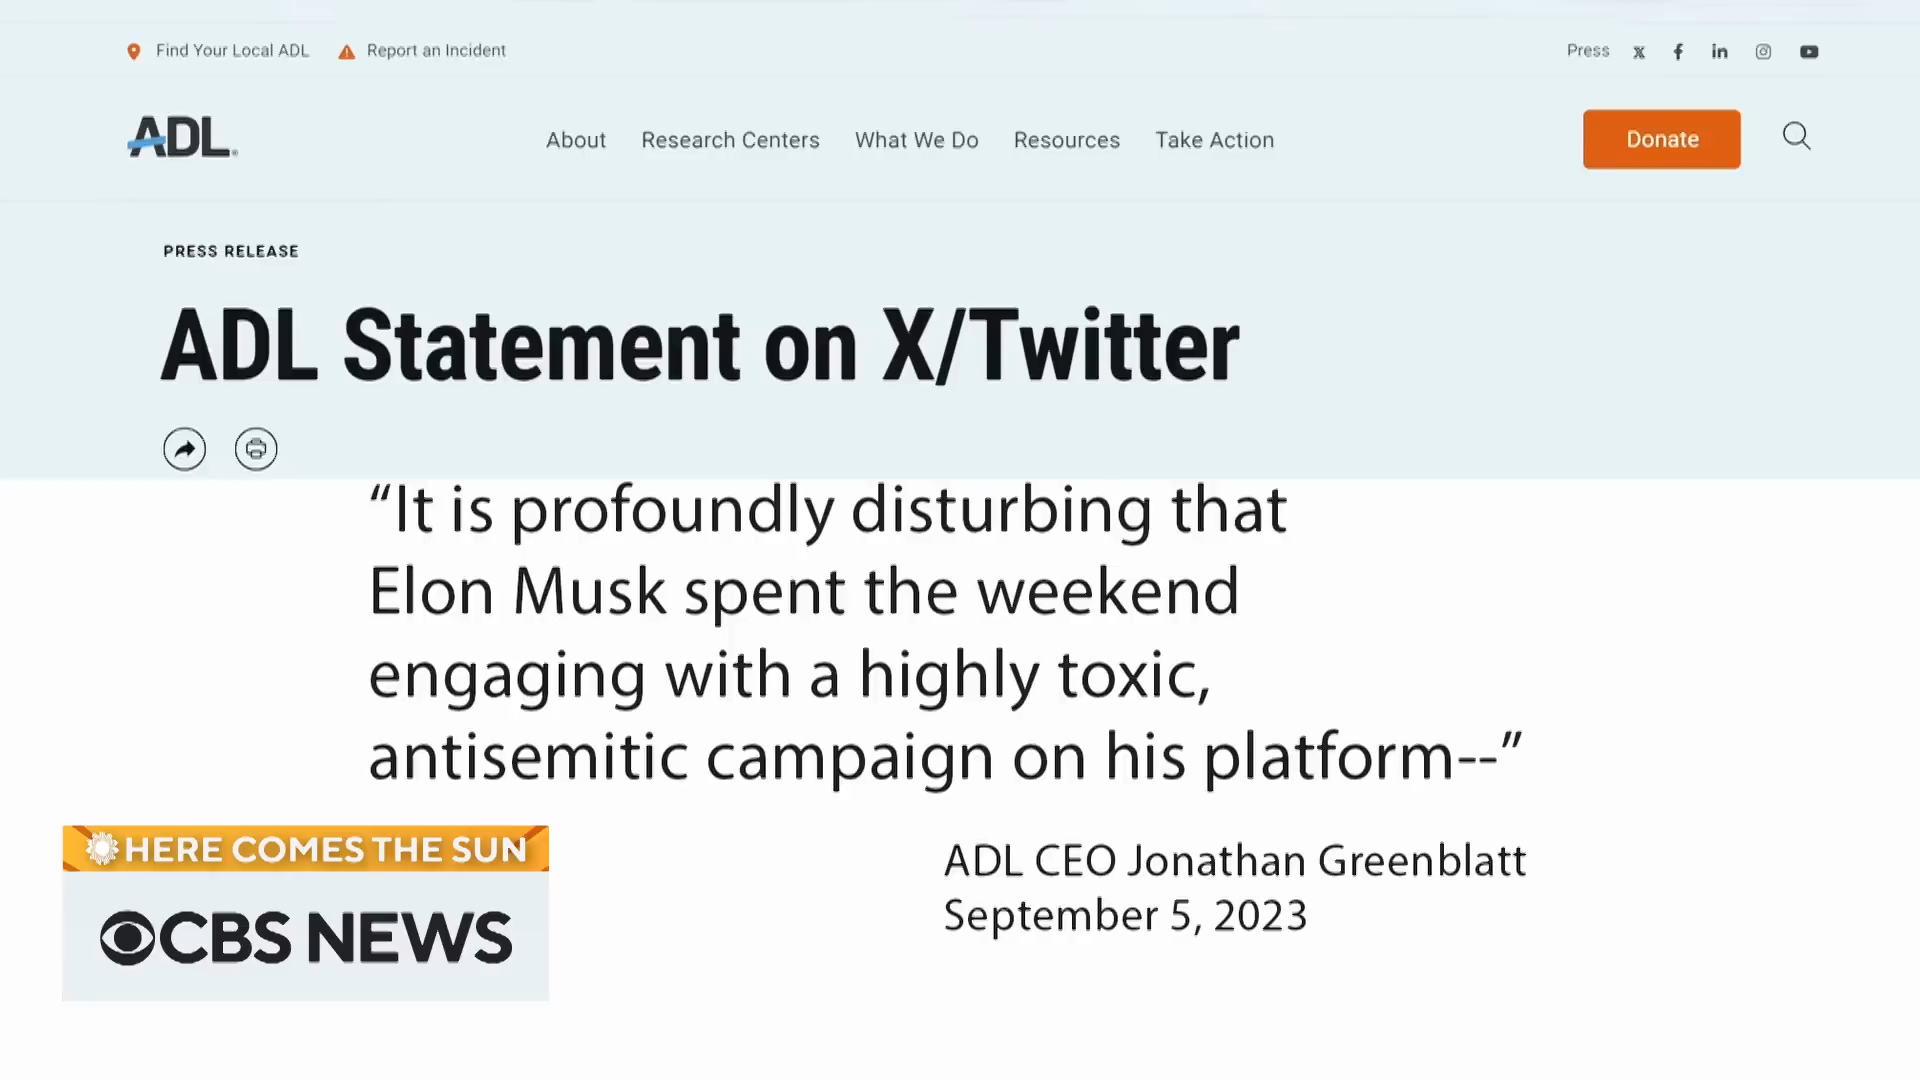 Find Your Local ADL
Report an Incident
Press
ADL
About
Research Centers
What We Do
Resources
Take Action
Donate
PRESS RELEASE
ADL Statement on X/Twitter
“It is profoundly disturbing that
Elon Musk spent the weekend
engaging with a highly toxic,
antisemitic campaign on his platform--”
ADL CEO Jonathan Greenblatt
September 5, 2023
HERE COMES THE SUN
CBS NEWS